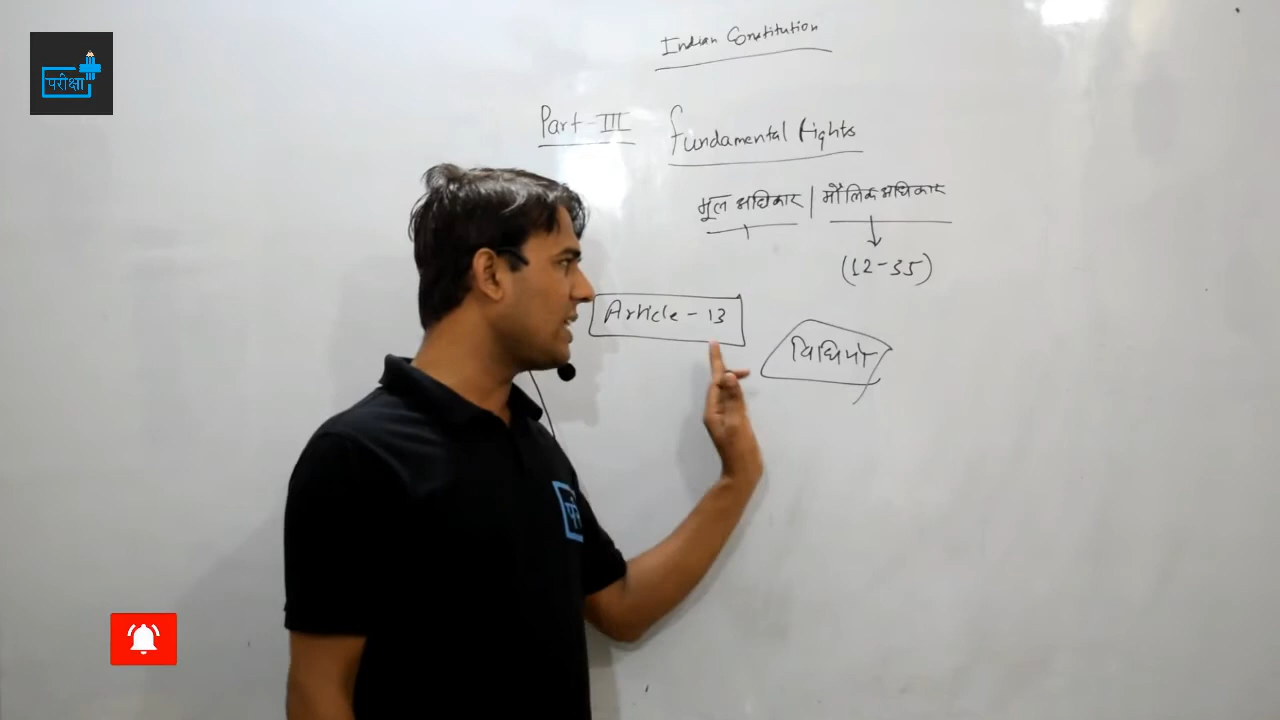 परीक्षा
Indian Constitution
Part-III Fundamental Rights
मूल अधिकार | मौलिक अधिकार
(12-35)
Article-13
विधियो